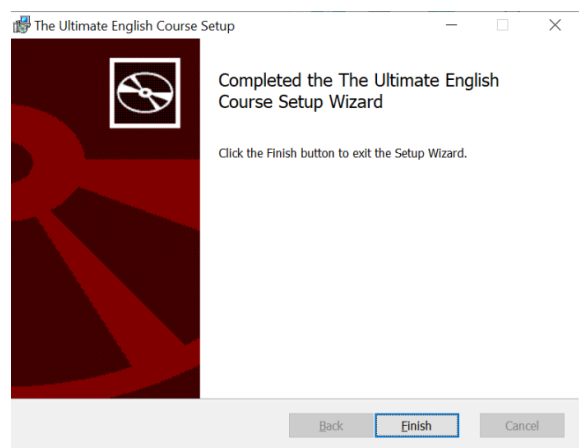 The Ultimate English Course Setup
Completed the The Ultimate English
Course Setup Wizard
Click the Finish button to exit the Setup Wizard.
Back
Finish
Cancel